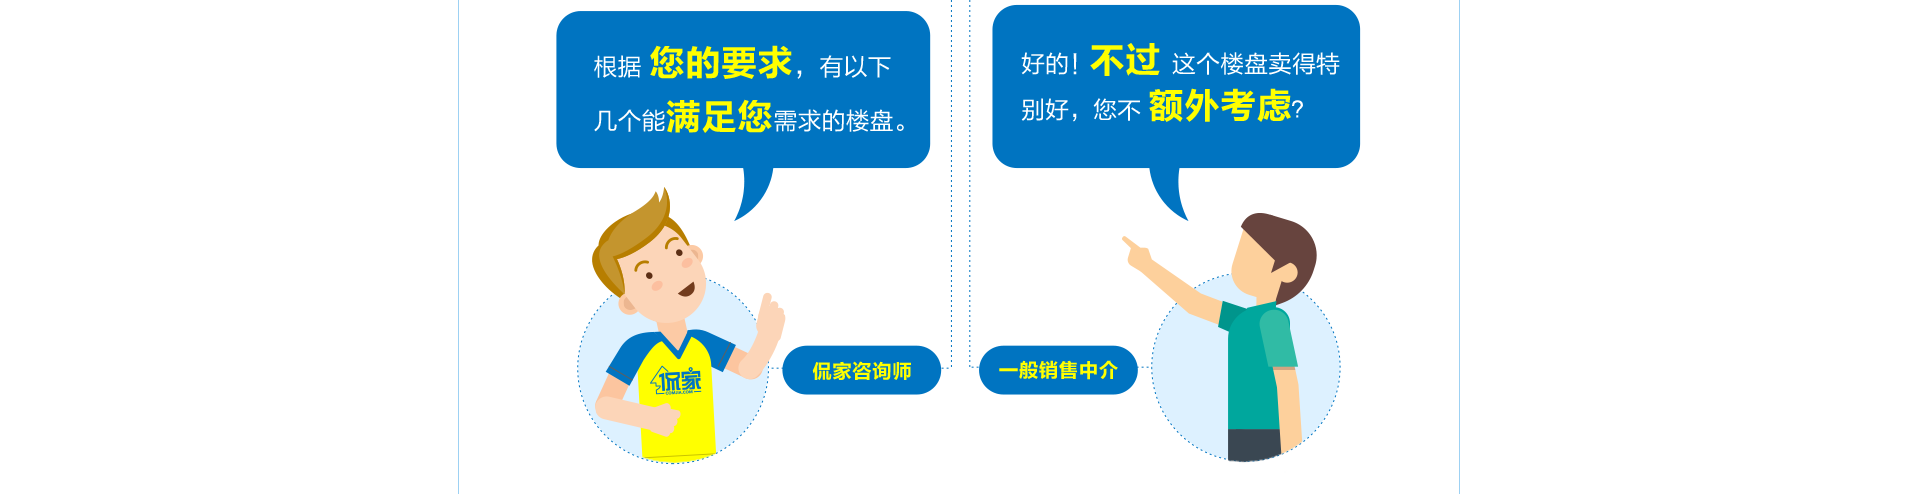 根据 您的要求，有以下
几个能满足您需求的楼盘。
好的！不过 这个楼盘卖得特
别好，您不 额外考虑？
侃家咨询师
一般销售中介
侃家